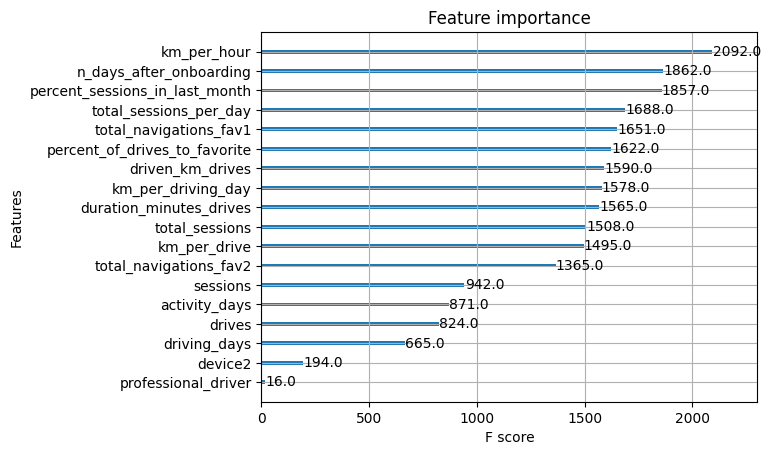 Feature importance
km_per_hour 2092.0
n_days_after_onboarding 1862.0
percent_sessions_in_last_month 1857.0
total_sessions_per_day 1688.0
total_navigations_fav1 1651.0
percent_of_drives_to_favorite 1622.0
driven_km_drives 1590.0
km_per_driving_day 1578.0
duration_minutes_drives 1565.0
total_sessions 1508.0
km_per_drive 1495.0
total_navigations_fav2 1365.0
sessions 942.0
activity_days 871.0
drives 824.0
driving_days 665.0
device2 194.0
professional_driver 16.0
Features
0 500 1000 1500 2000
F score